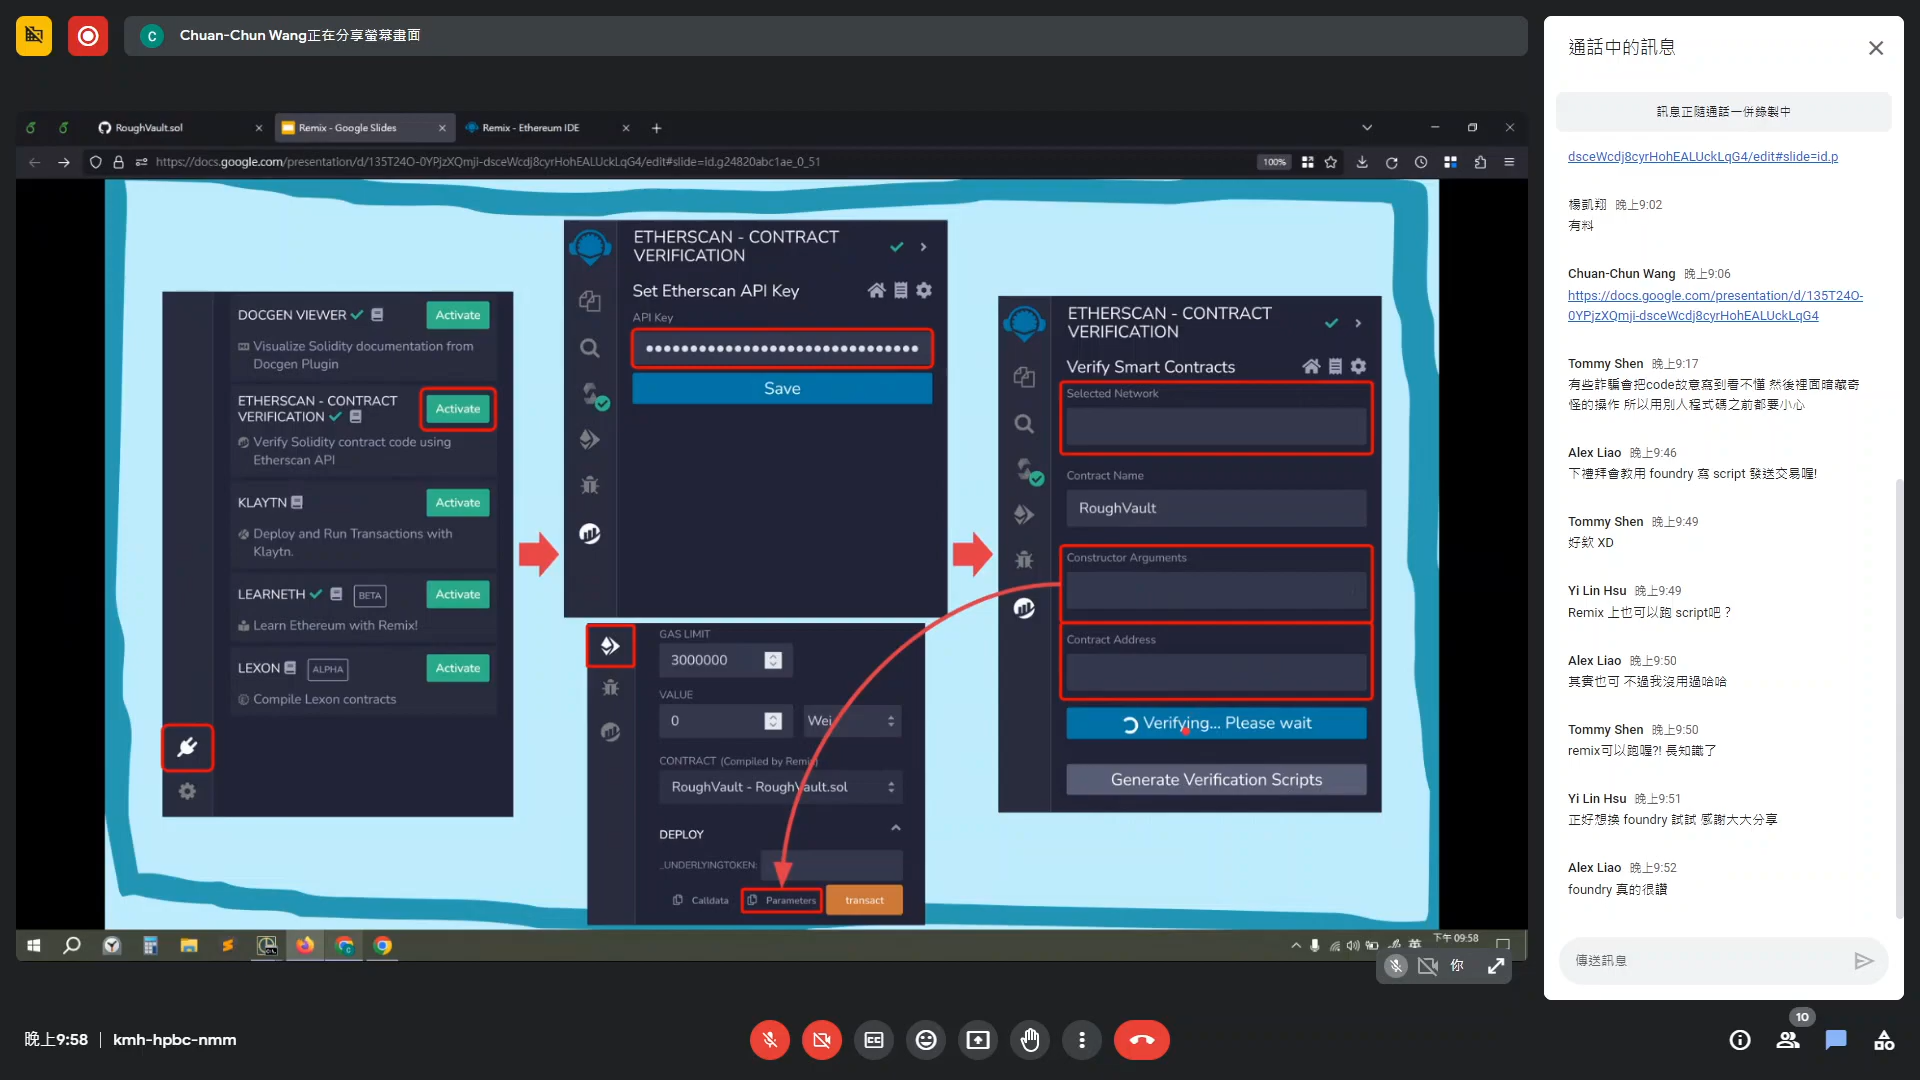 C
Chuan-Chun Wang正在分享螢幕畫面
RoughVault.sol
Remix - Google Slides
Remix - Ethereum IDE
https://docs.google.com/presentation/d/135T24O-0YPjzXQmji-dsceWcdj8cyrHohEALUckLqG4/edit#slide=id.g24820abc1ae_0_51
100%
DOCGEN VIEWER
Activate
Visualize Solidity documentation from
Docgen Plugin
ETHERSCAN - CONTRACT
VERIFICATION
Activate
Verify Solidity contract code using
Etherscan API
KLAYTN
Activate
Deploy and Run Transactions with
Klaytn.
LEARNETH
BETA
Activate
Learn Ethereum with Remix!
LEXON
ALPHA
Activate
Compile Lexon contracts
ETHERSCAN - CONTRACT
VERIFICATION
Set Etherscan API Key
API Key
Save
GAS LIMIT
3000000
VALUE
0
Wei
CONTRACT (Compiled by Remix)
RoughVault - RoughVault.sol
DEPLOY
_UNDERLYINGTOKEN:
Calldata
Parameters
transact
ETHERSCAN - CONTRACT
VERIFICATION
Verify Smart Contracts
Selected Network
Contract Name
RoughVault
Constructor Arguments
Contract Address
Verifying... Please wait
Generate Verification Scripts
英
下午 09:58
你
晚上9:58 | kmh-hpbc-nmm
10
通話中的訊息
訊息正隨通話一併錄製中
dsceWcdj8cyrHohEALUckLqG4/edit#slide=id.p
楊凱翔 晚上9:02
有料
Chuan-Chun Wang 晚上9:06
https://docs.google.com/presentation/d/135T24O-
0YPjzXQmji-dsceWcdj8cyrHohEALUckLqG4
Tommy Shen 晚上9:17
有些詐騙會把code故意寫到看不懂 然後裡面暗藏奇
怪的操作 所以用別人程式碼之前都要小心
Alex Liao 晚上9:46
下禮拜會教用 foundry 寫 script 發送交易喔!
Tommy Shen 晚上9:49
好欸 XD
Yi Lin Hsu 晚上9:49
Remix 上也可以跑 script吧？
Alex Liao 晚上9:50
其實也可 不過我沒用過哈哈
Tommy Shen 晚上9:50
remix可以跑喔?! 長知識了
Yi Lin Hsu 晚上9:51
正好想換 foundry 試試 感謝大大分享
Alex Liao 晚上9:52
foundry 真的很讚
傳送訊息